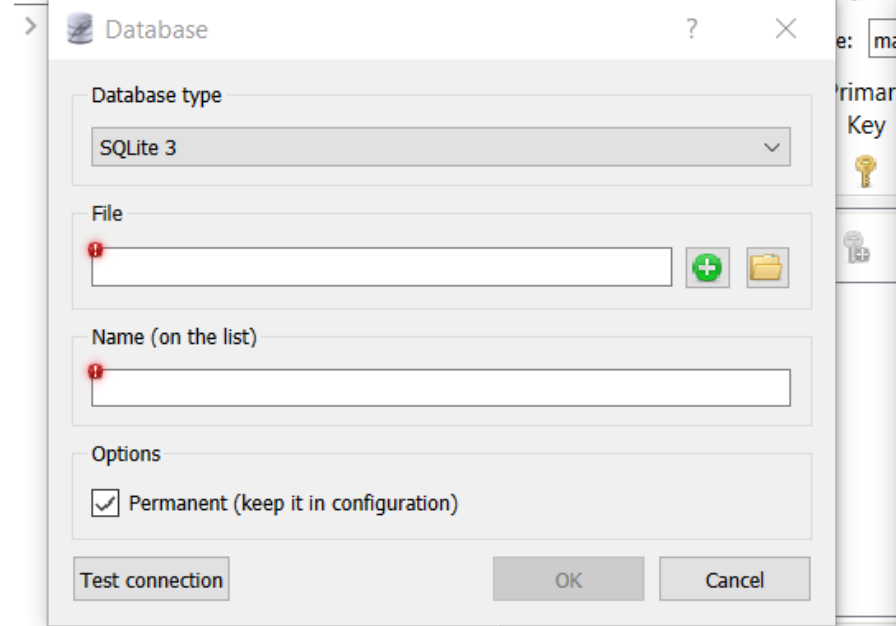 Database
?
e: ma
Primar
Key
Database type
SQLite 3
File
Name (on the list)
Options
Permanent (keep it in configuration)
Test connection
OK
Cancel